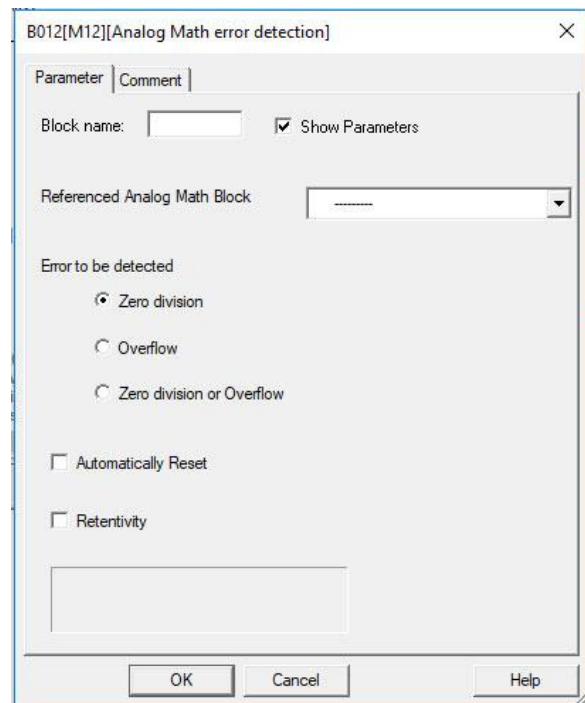 B012[M12][Analog Math error detection]
Parameter Comment
Block name: Show Parameters
Referenced Analog Math Block ---------
Error to be detected
Zero division
Overflow
Zero division or Overflow
Automatically Reset
Retentivity
OK Cancel Help